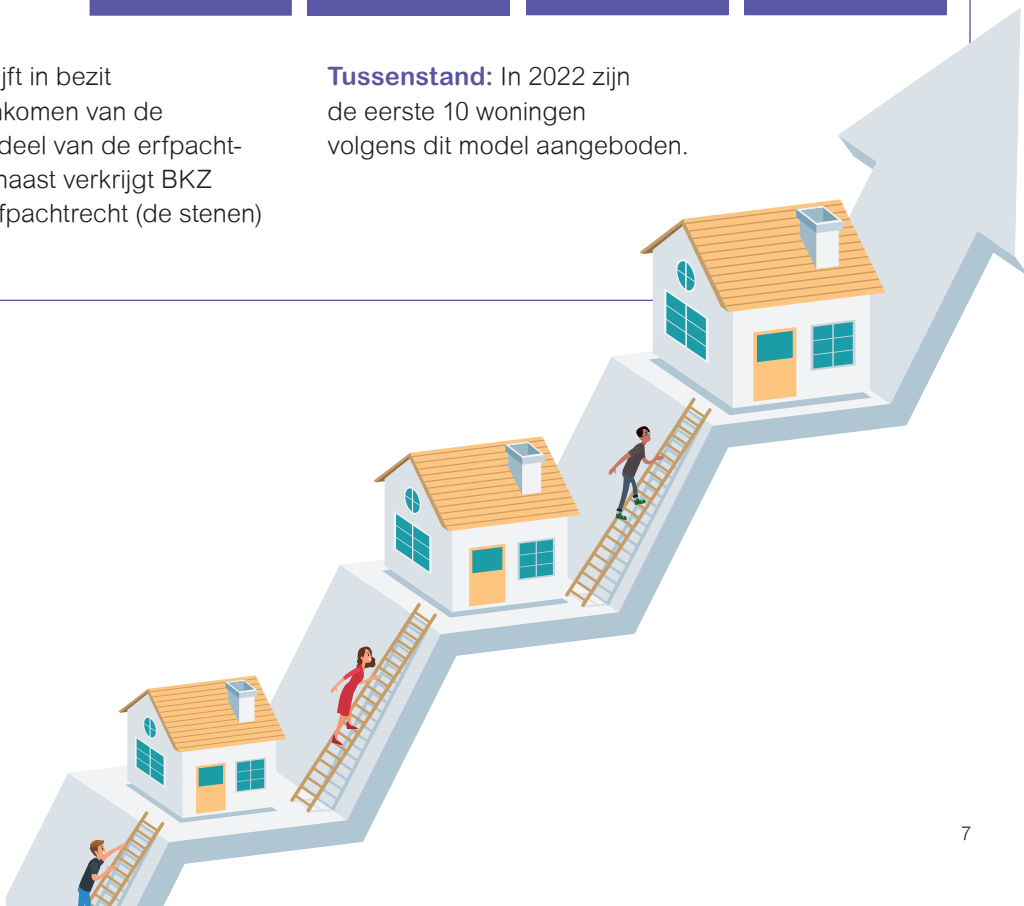 ijft in bezit
nkomen van de
deel van de erfpacht-
naast verkrijgt BKZ
fpachtrecht (de stenen)
Tussenstand: In 2022 zijn
de eerste 10 woningen
volgens dit model aangeboden.
7